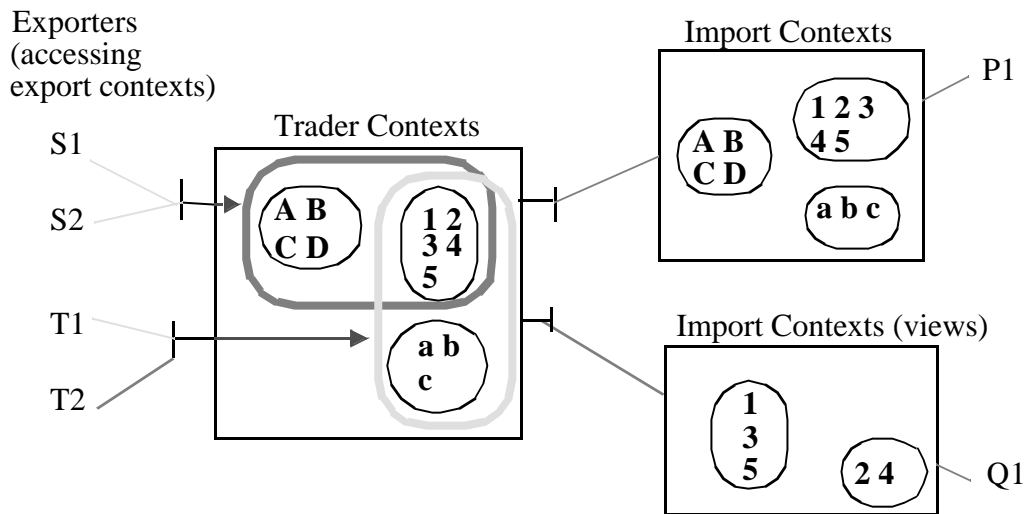 Exporters
(accessing
export contexts)
S1
S2
T1
T2
Trader Contexts
A B
C D
1 2
3 4
5
a b
c
Import Contexts
P1
1 2 3
4 5
A B
C D
a b c
Import Contexts (views)
1
3
5
2 4
Q1